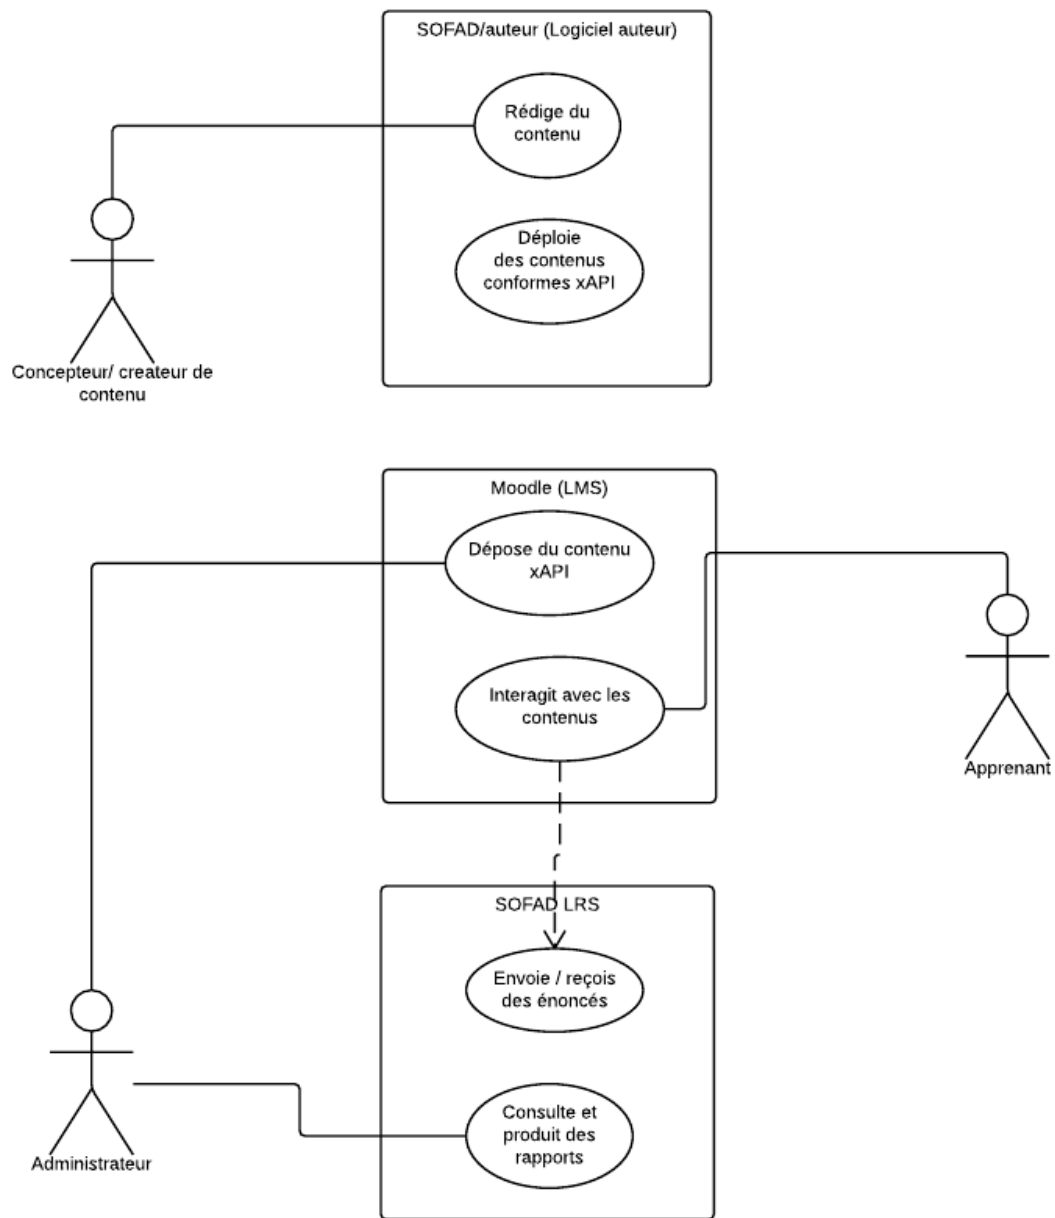 SOFAD/auteur (Logiciel auteur)
Rédige du
contenu
Déploie
des contenus
conformes xAPI
Concepteur/ createur de
contenu
Moodle (LMS)
Dépose du contenu
xAPI
Interagit avec les
contenus
Apprenant
SOFAD LRS
Envoie / reçois
des énoncés
Consulte et
produit des
rapports
Administrateur